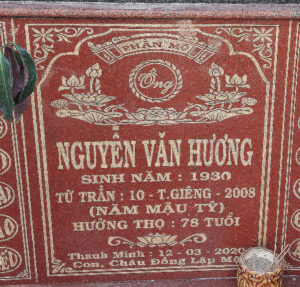 PHẦN MỘ
Ông
NGUYỄN VĂN HƯƠNG
SINH NĂM : 1930
TỪ TRẦN : 10 - T.GIÊNG - 2008
(NĂM MẬU TÝ)
HƯỞNG THỌ : 78 TUỔI
Thanh Minh : 12 - 03 - 2020
Con, Cháu Đồng Lập Mộ